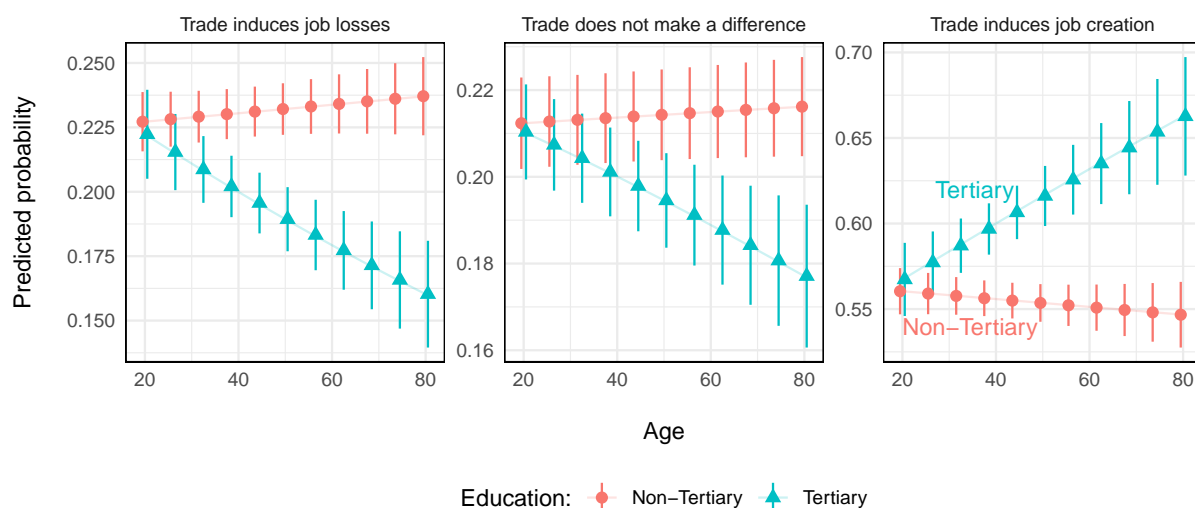 Trade induces job losses
Trade does not make a difference
Trade induces job creation
Predicted probability
0.250
0.225
0.200
0.175
0.150
0.22
0.20
0.18
0.16
0.70
0.65
0.60
0.55
Tertiary
Non−Tertiary
20 40 60 80
20 40 60 80
20 40 60 80
Age
Education: Non−Tertiary Tertiary